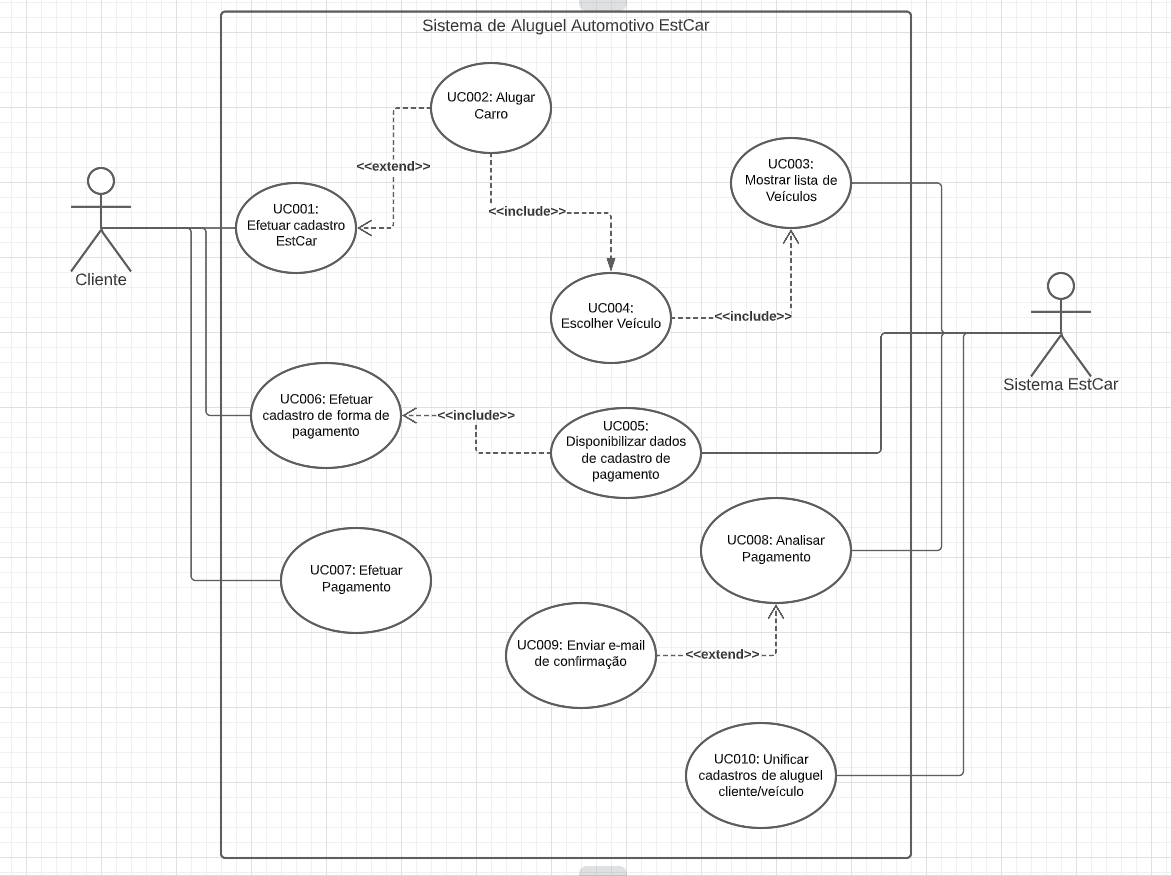 Sistema de Aluguel Automotivo EstCar
UC002: Alugar
Carro
<<extend>>
UC003:
Mostrar lista de
Veículos
UC001:
Efetuar cadastro
EstCar
<<include>>
Cliente
UC004:
Escolher Veículo
<<include>>
Sistema EstCar
UC006: Efetuar
cadastro de forma de
pagamento
<<include>>
UC005:
Disponibilizar dados
de cadastro de
pagamento
UC008: Analisar
Pagamento
UC007: Efetuar
Pagamento
UC009: Enviar e-mail
de confirmação
<<extend>>
UC010: Unificar
cadastros de aluguel
cliente/veículo